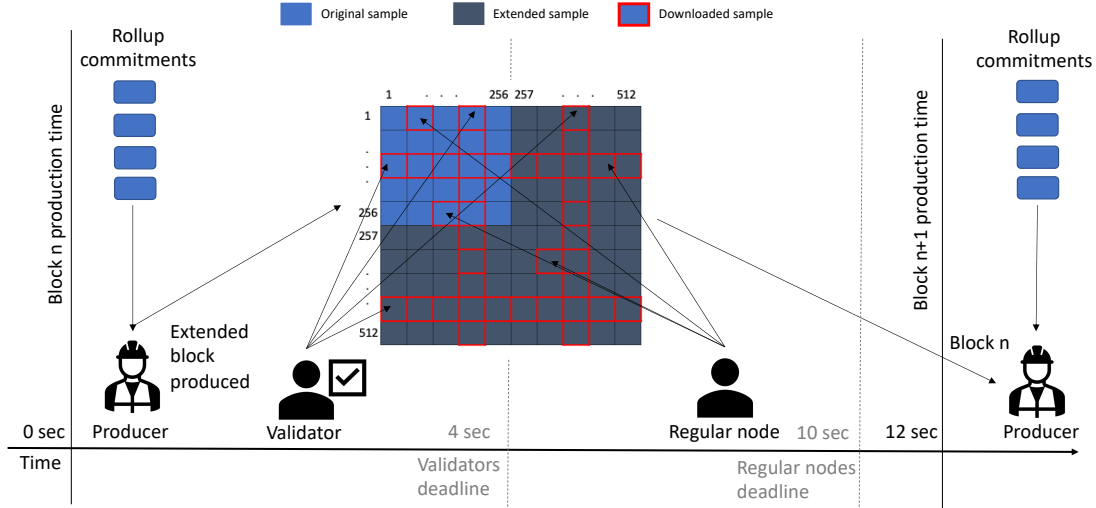 Original sample
Extended sample
Downloaded sample
Rollup
commitments
Rollup
commitments
Block n production time
Block n+1 production time
1 . . . 256 257 . . . 512
1
.
.
.
256
257
.
.
.
512
Extended
block
produced
Block n
0 sec
Producer
Validator
4 sec
Regular node
10 sec
12 sec
Producer
Time
Validators
deadline
Regular nodes
deadline